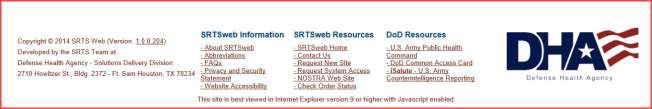 Copyright © 2014 SRTS Web (Version: 1.0.0.204)
Developed by the SRTS Team at:
Defense Health Agency - Solutions Delivery Division
2710 Howitzer St., Bldg. 2372 - Ft. Sam Houston, TX 78234
SRTSweb Information
- About SRTSweb
- Abbreviations
- FAQs
- Privacy and Security
Statement
- Website Accessibility
SRTSweb Resources
- SRTSweb Home
- Contact Us
- Request New Site
- Request System Access
- NOSTRA Web Site
- Check Order Status
DoD Resources
- U.S. Army Public Health
Command
- DoD Common Access Card
- iSalute - U.S. Army
Counterintelligence Reporting
DHA
Defense Health Agency
This site is best viewed in Internet Explorer version 9 or higher with Javascript enabled.